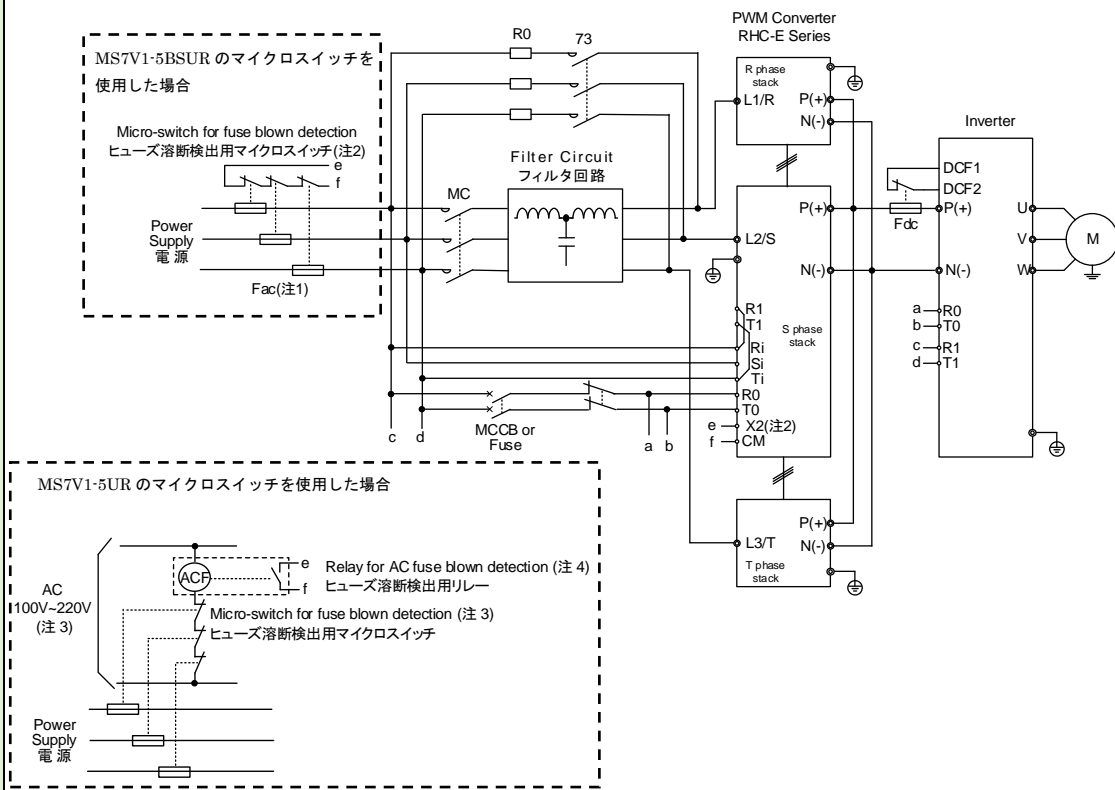 MS7V1-5BSUR のマイクロスイッチを
使用した場合
Micro-switch for fuse blown detection
ヒューズ溶断検出用マイクロスイッチ(注2)
e
f
Power
Supply
電 源
Fac(注1)
R0
73
MC
Filter Circuit
フィルタ回路
c
d
MCCB or
Fuse
a
b
PWM Converter
RHC-E Series
R phase
stack
L1/R
P(+)
N(-)
L2/S
P(+)
N(-)
R1
T1
Ri
Si
Ti
R0
T0
e
X2(注2)
f
CM
S phase
stack
L3/T
P(+)
N(-)
T phase
stack
Inverter
DCF1
DCF2
Fdc
P(+)
N(-)
U
V
W
M
a
R0
b
T0
c
R1
d
T1
MS7V1-5UR のマイクロスイッチを使用した場合
AC
100V~220V
(注 3)
ACF
e
f
Relay for AC fuse blown detection (注 4)
ヒューズ溶断検出用リレー
Micro-switch for fuse blown detection (注 3)
ヒューズ溶断検出用マイクロスイッチ
Power
Supply
電 源